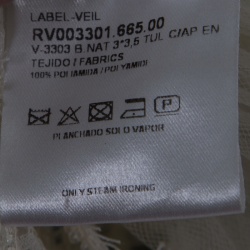 LABEL-VEIL
RV003301.665.00
V-3303 B.NAT 3*3,5 TUL C/AP EN
TEJIDO / FABRICS
100% POLIAMIDA / POLYAMIDE
P
PLANCHADO SOLO VAPOR
ONLY STEAM IRONING